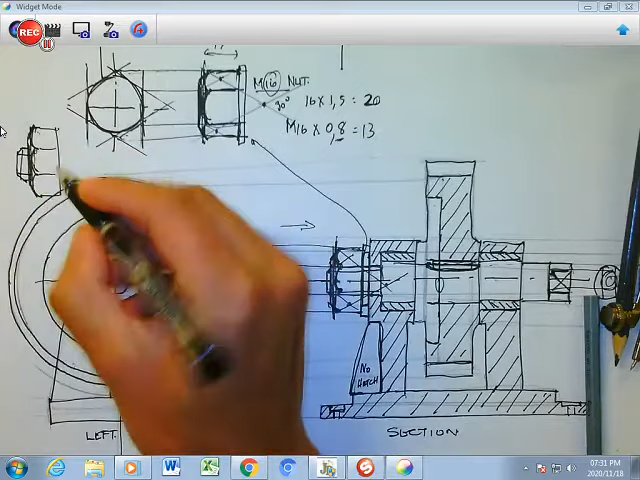 Widget Mode
REC
M16 NUT.
30°
16 X 1,5 = 20
M16 X 0,8 = 13
NO
HATCH
LEFT
SECTION
07:31 PM
2020/11/18